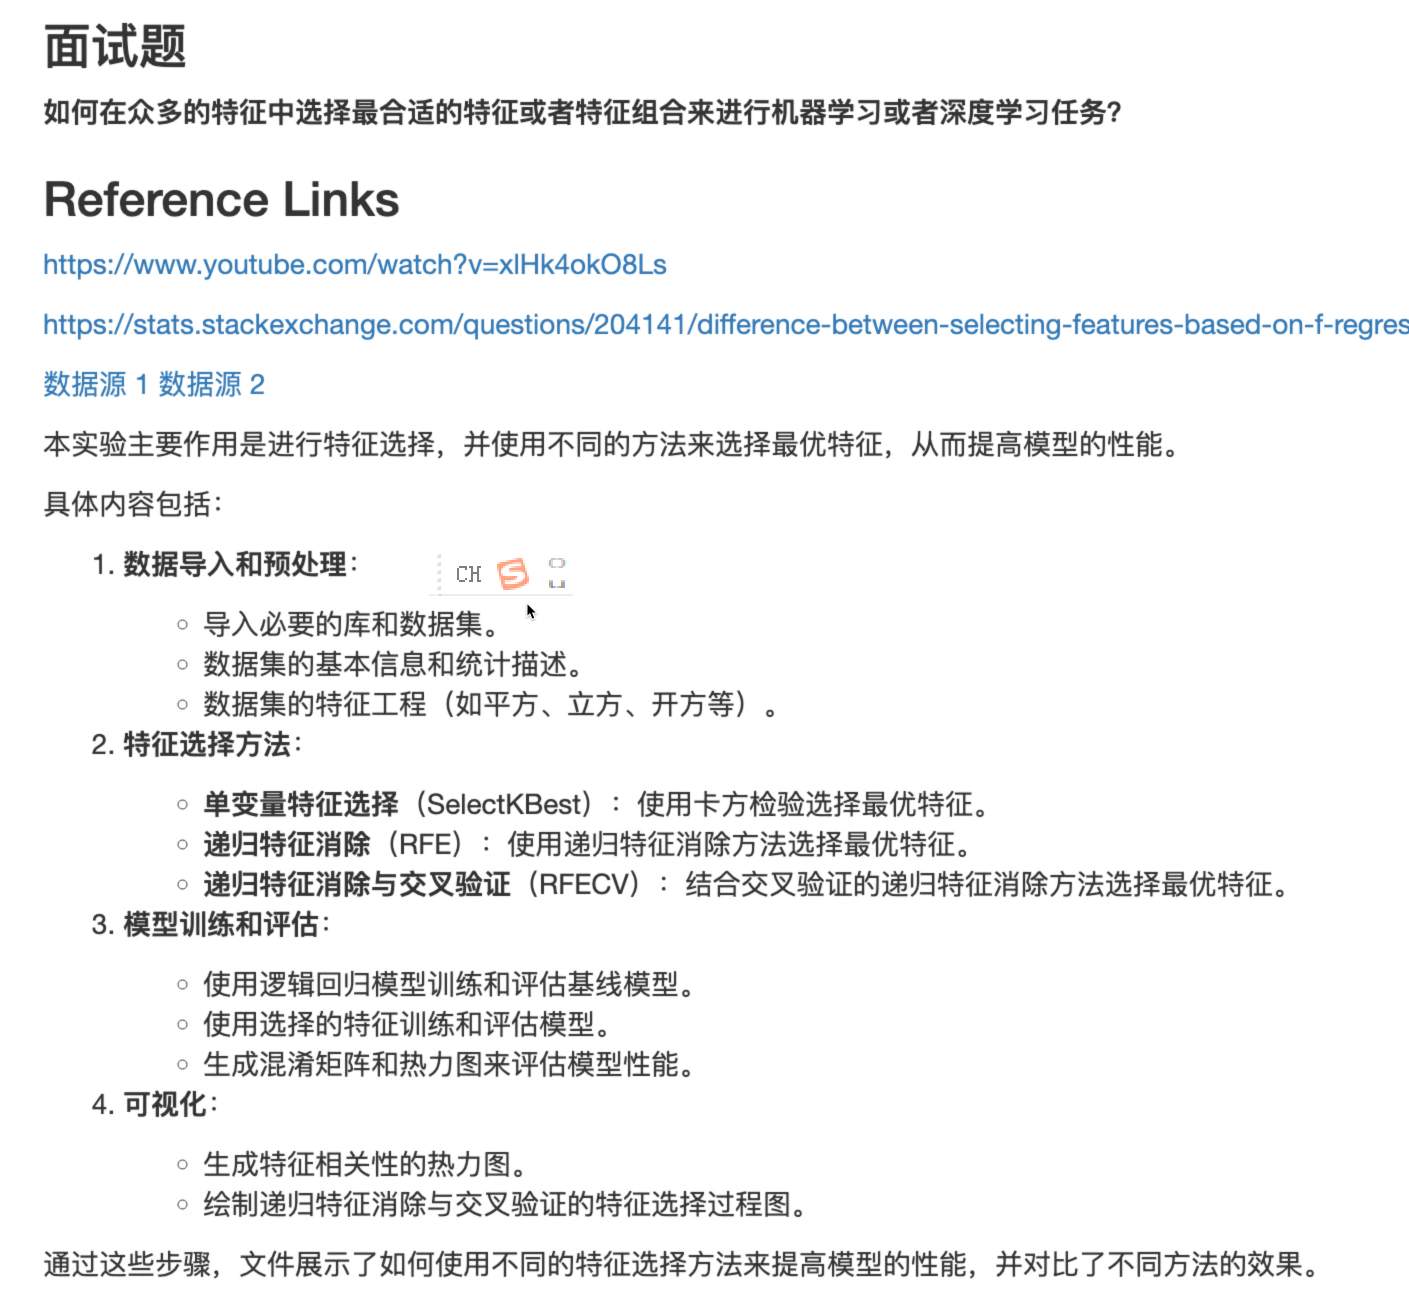 面试题
如何在众多的特征中选择最合适的特征或者特征组合来进行机器学习或者深度学习任务?
Reference Links
https://www.youtube.com/watch?v=xlHk4okO8Ls
https://stats.stackexchange.com/questions/204141/difference-between-selecting-features-based-on-f-regres
数据源 1 数据源 2
本实验主要作用是进行特征选择，并使用不同的方法来选择最优特征，从而提高模型的性能。
具体内容包括：
1. 数据导入和预处理：
CH
○ 导入必要的库和数据集。
○ 数据集的基本信息和统计描述。
○ 数据集的特征工程（如平方、立方、开方等）。
2. 特征选择方法：
○ 单变量特征选择（SelectKBest）：使用卡方检验选择最优特征。
○ 递归特征消除（RFE）：使用递归特征消除方法选择最优特征。
○ 递归特征消除与交叉验证（RFECV）：结合交叉验证的递归特征消除方法选择最优特征。
3. 模型训练和评估：
○ 使用逻辑回归模型训练和评估基线模型。
○ 使用选择的特征训练和评估模型。
○ 生成混淆矩阵和热力图来评估模型性能。
4. 可视化：
○ 生成特征相关性的热力图。
○ 绘制递归特征消除与交叉验证的特征选择过程图。
通过这些步骤，文件展示了如何使用不同的特征选择方法来提高模型的性能，并对比了不同方法的效果。